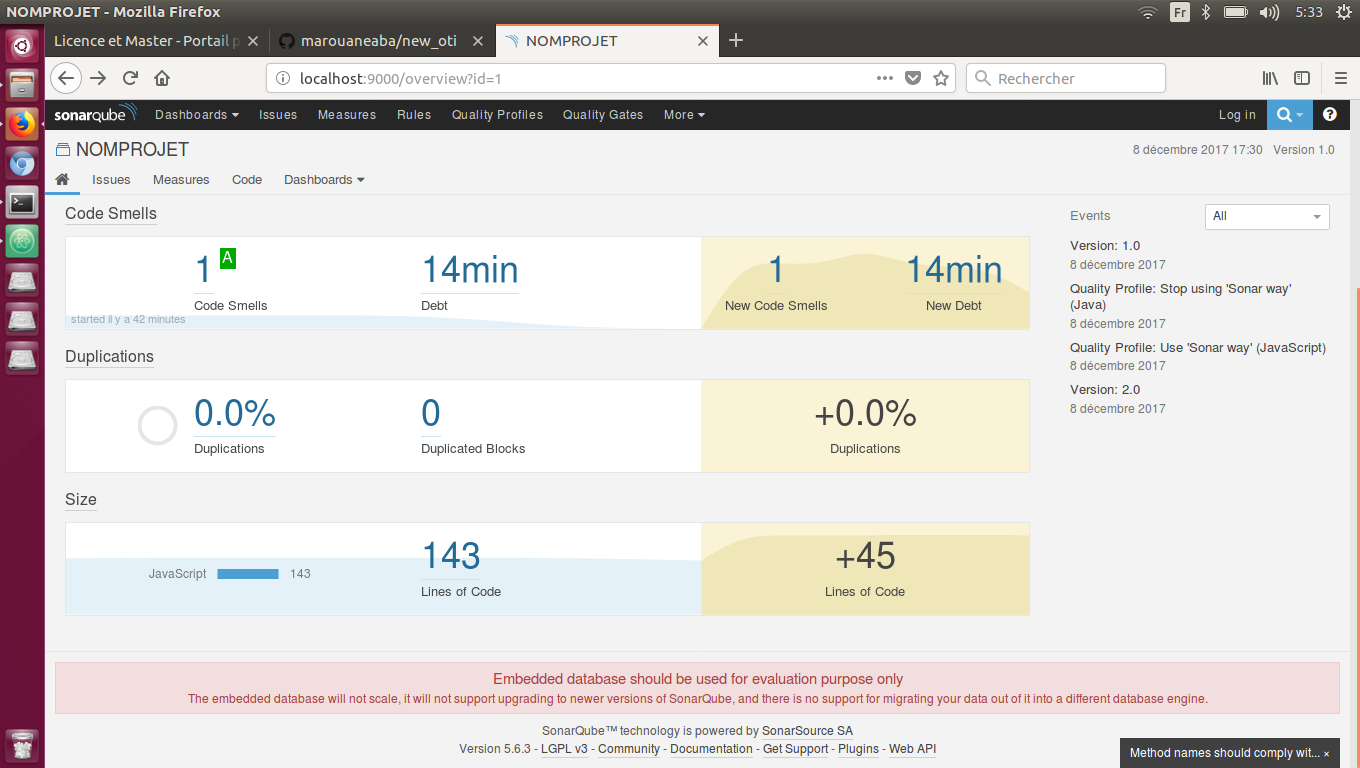 NOMPROJET - Mozilla Firefox
Fr
5:33
Licence et Master - Portail p
marouaneaba/new_oti
NOMPROJET
localhost:9000/overview?id=1
Rechercher
sonarqube Dashboards Issues Measures Rules Quality Profiles Quality Gates More Log in
NOMPROJET
8 décembre 2017 17:30 Version 1.0
Issues Measures Code Dashboards
Code Smells
1 A
Code Smells
14min
Debt
started il y a 42 minutes
1
New Code Smells
14min
New Debt
Duplications
0.0%
Duplications
0
Duplicated Blocks
+0.0%
Duplications
Size
JavaScript 143
143
Lines of Code
+45
Lines of Code
Events
All
Version: 1.0
8 décembre 2017
Quality Profile: Stop using 'Sonar way'
(Java)
8 décembre 2017
Quality Profile: Use 'Sonar way' (JavaScript)
8 décembre 2017
Version: 2.0
8 décembre 2017
Embedded database should be used for evaluation purpose only
The embedded database will not scale, it will not support upgrading to newer versions of SonarQube, and there is no support for migrating your data out of it into a different database engine.
SonarQube™ technology is powered by SonarSource SA
Version 5.6.3 - LGPL v3 - Community - Documentation - Get Support - Plugins - Web API
Method names should comply wit... ×